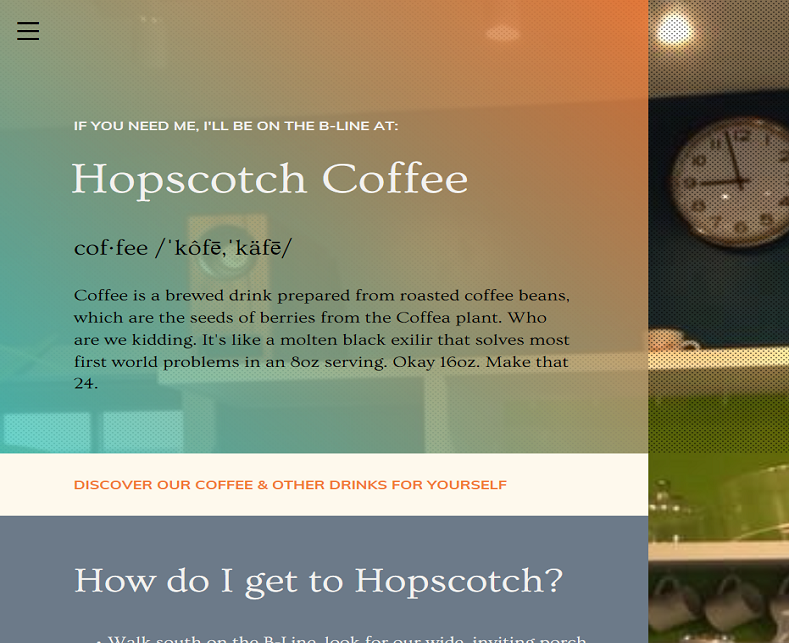 IF YOU NEED ME, I'LL BE ON THE B-LINE AT:
Hopscotch Coffee
cof·fee /ˈkôfē,ˈkäfē/
Coffee is a brewed drink prepared from roasted coffee beans,
which are the seeds of berries from the Coffea plant. Who
are we kidding. It's like a molten black exilir that solves most
first world problems in an 8oz serving. Okay 16oz. Make that
24.
DISCOVER OUR COFFEE & OTHER DRINKS FOR YOURSELF
How do I get to Hopscotch?
• Walk south on the B-Line, look for our wide, inviting porch